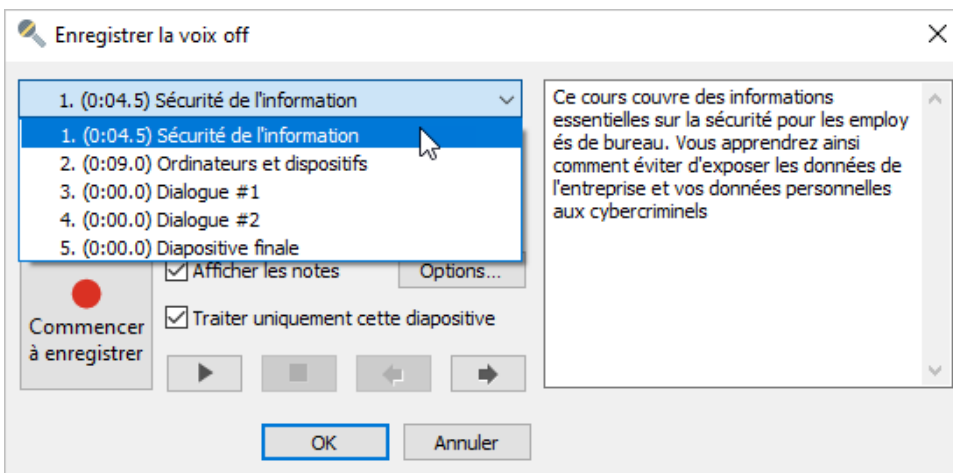 Enregistrer la voix off
1. (0:04.5) Sécurité de l'information
1. (0:04.5) Sécurité de l'information
2. (0:09.0) Ordinateurs et dispositifs
3. (0:00.0) Dialogue #1
4. (0:00.0) Dialogue #2
5. (0:00.0) Diapositive finale
Afficher les notes
Options...
Traiter uniquement cette diapositive
Commencer
à enregistrer
Ce cours couvre des informations
essentielles sur la sécurité pour les employ
és de bureau. Vous apprendrez ainsi
comment éviter d'exposer les données de
l'entreprise et vos données personnelles
aux cybercriminels
OK
Annuler